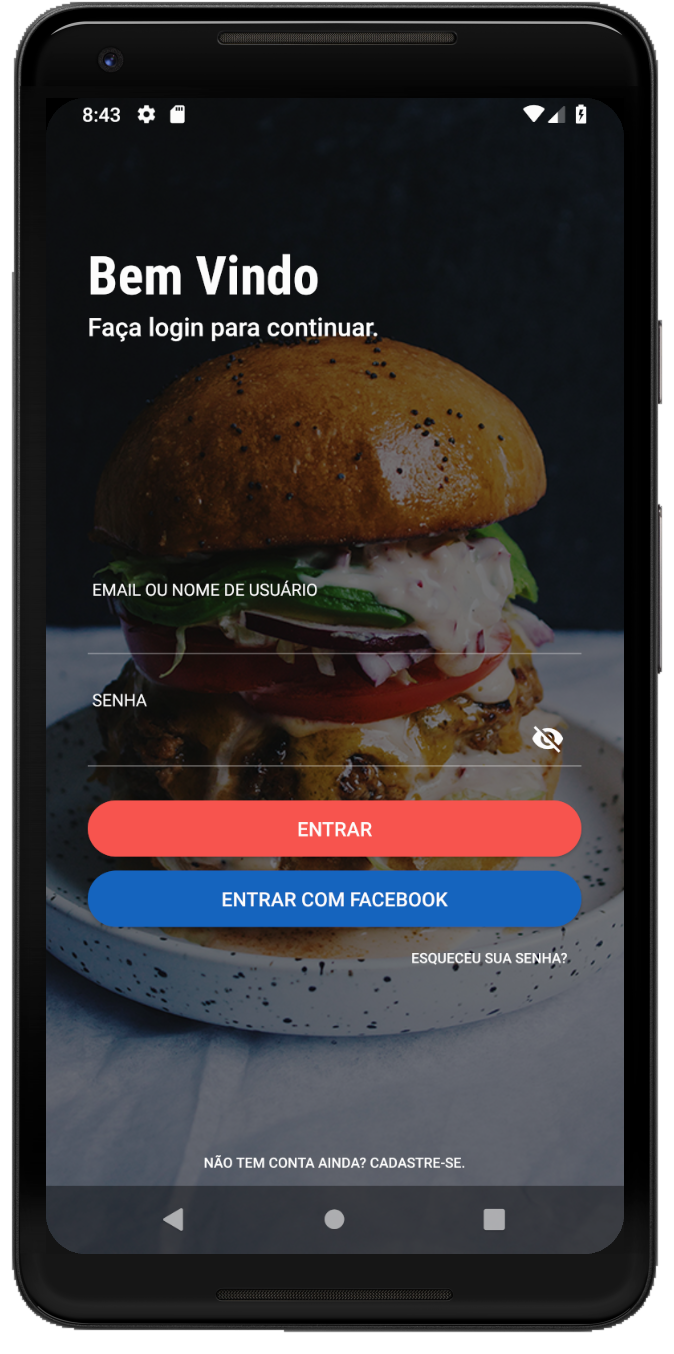 8:43
Bem Vindo
Faça login para continuar.
EMAIL OU NOME DE USUÁRIO
SENHA
ENTRAR
ENTRAR COM FACEBOOK
ESQUECEU SUA SENHA?
NÃO TEM CONTA AINDA? CADASTRE-SE.